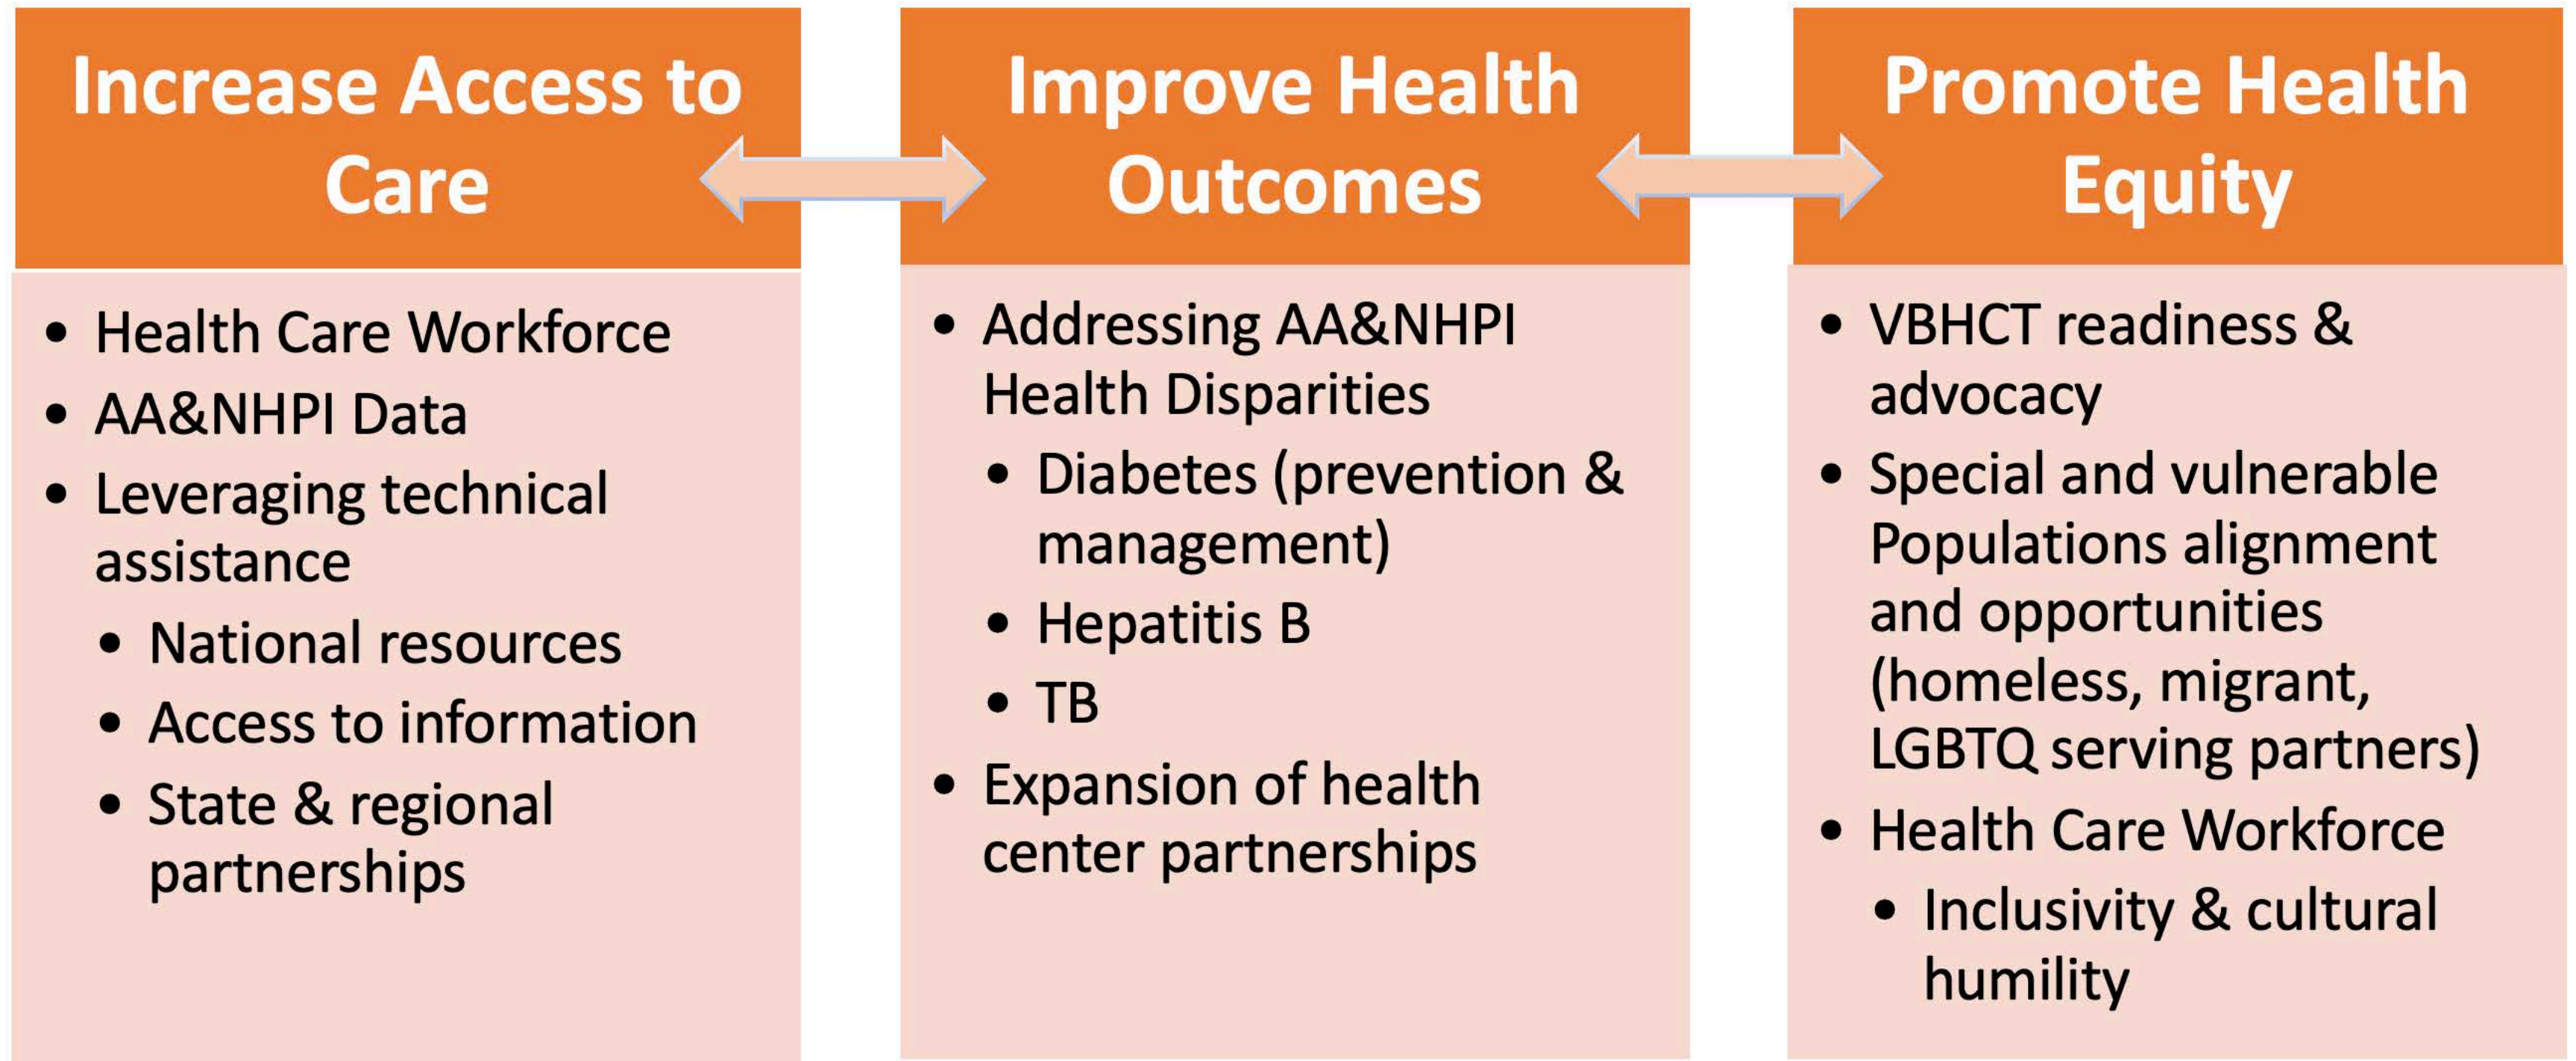 Increase Access to
Care
• Health Care Workforce
• AA&NHPI Data
• Leveraging technical
assistance
• National resources
• Access to information
• State & regional
partnerships
Improve Health
Outcomes
• Addressing AA&NHPI
Health Disparities
• Diabetes (prevention &
management)
• Hepatitis B
• TB
• Expansion of health
center partnerships
Promote Health
Equity
• VBHCT readiness &
advocacy
• Special and vulnerable
Populations alignment
and opportunities
(homeless, migrant,
LGBTQ serving partners)
• Health Care Workforce
• Inclusivity & cultural
humility